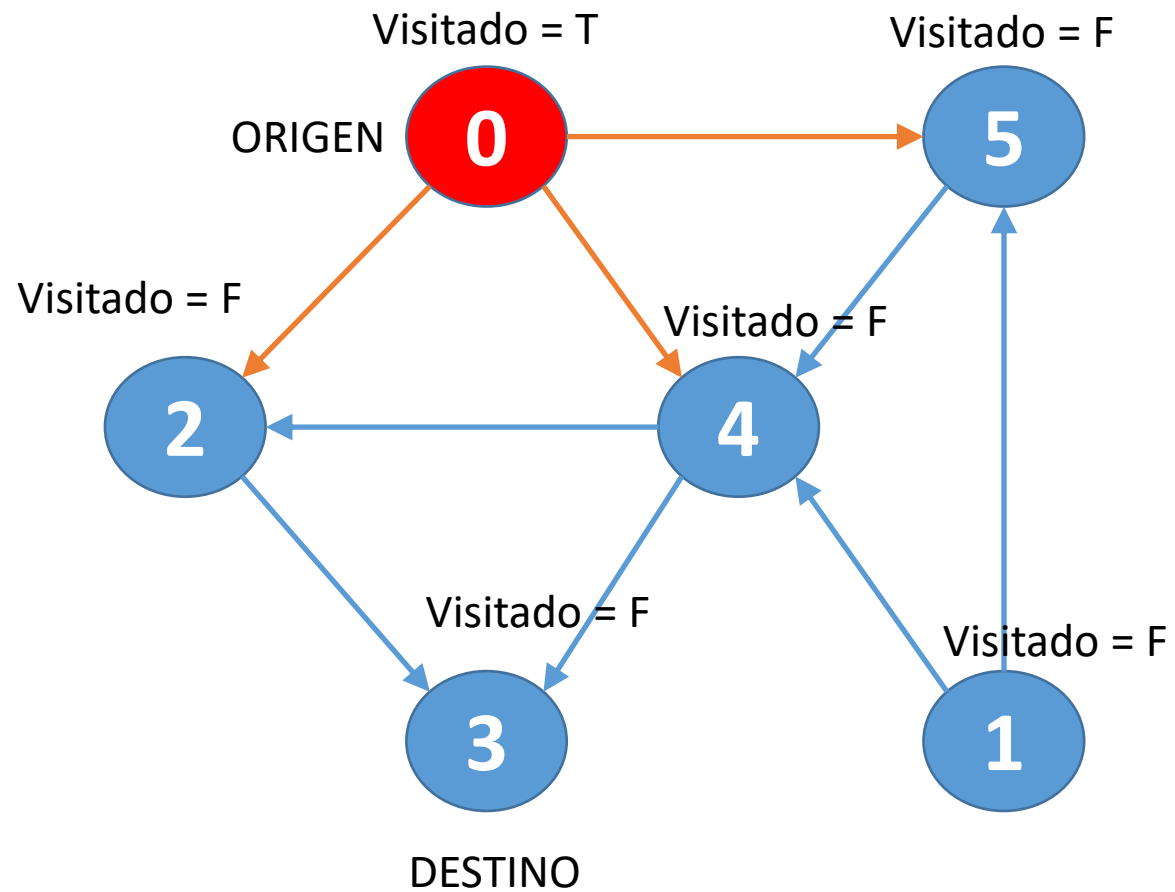 Visitado = T
Visitado = F
ORIGEN
0
5
Visitado = F
Visitado = F
2
4
Visitado = F
Visitado = F
3
1
DESTINO